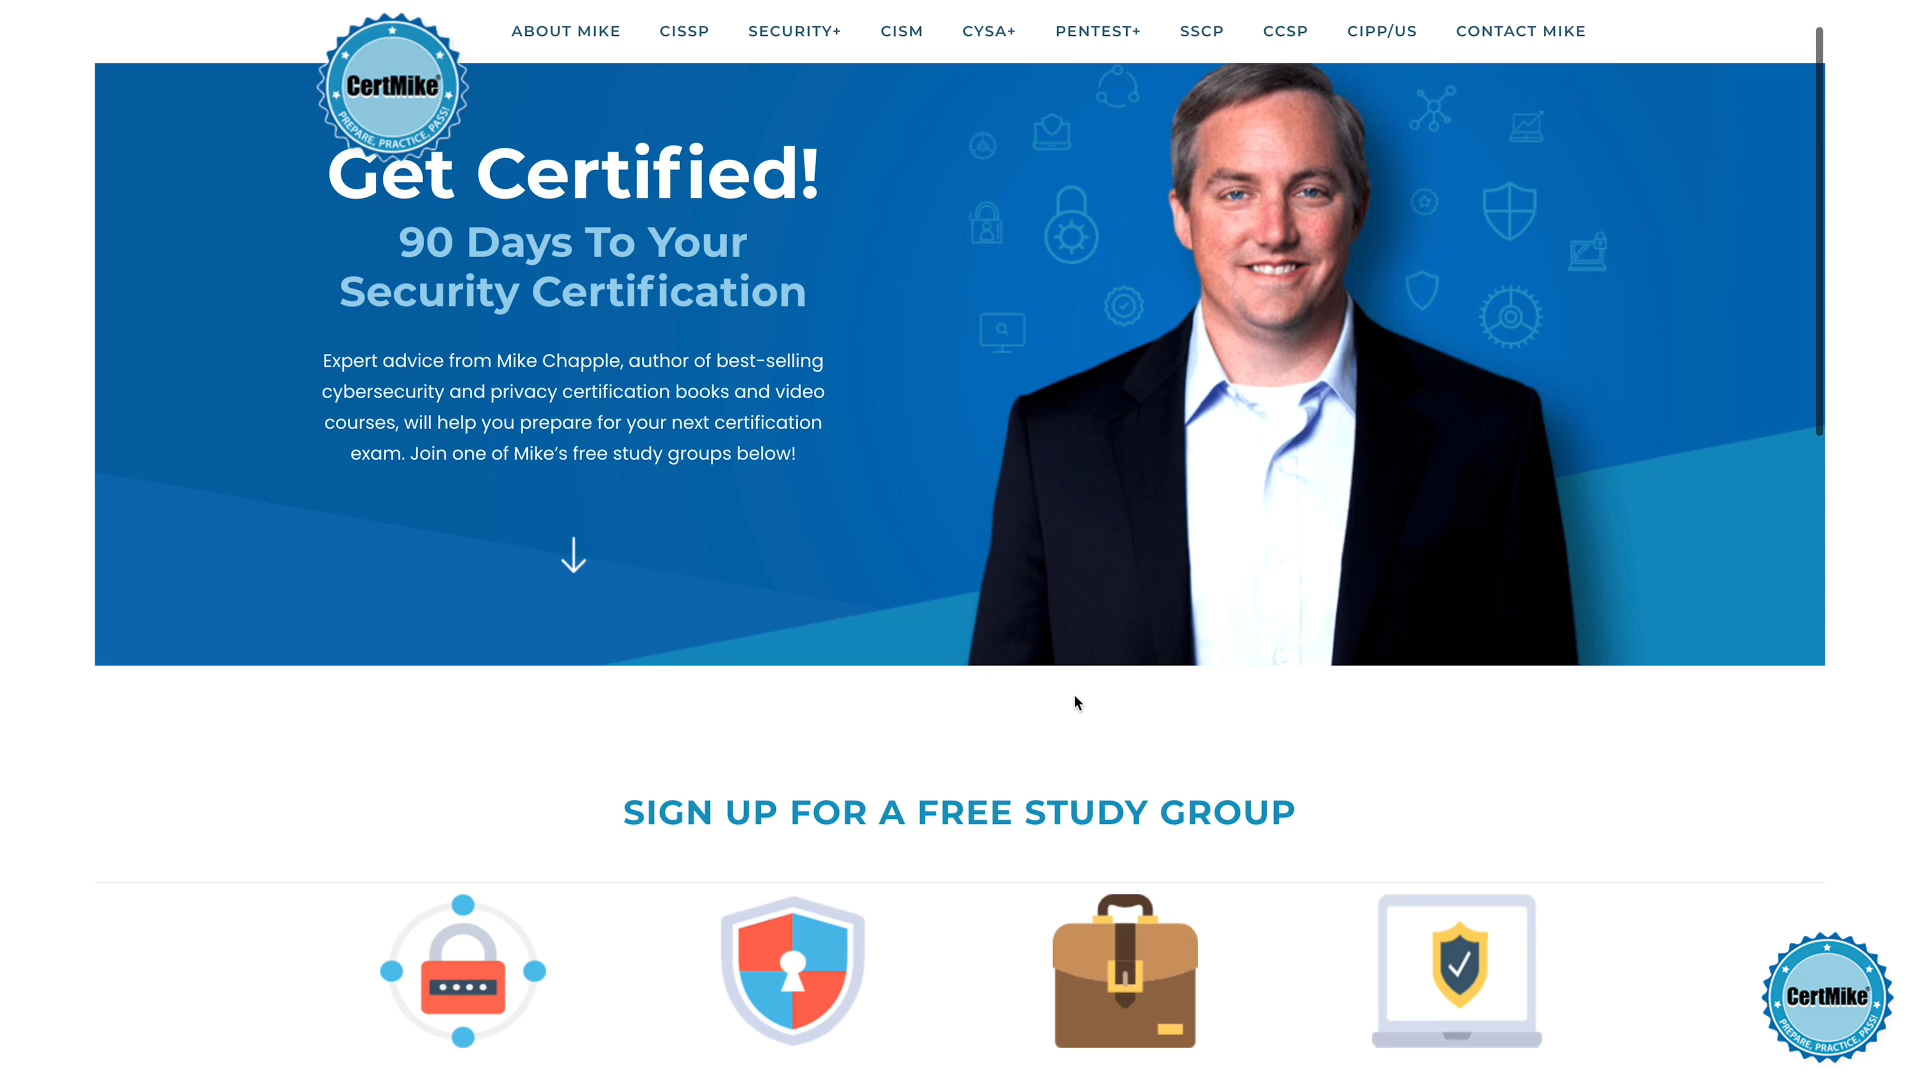 ABOUT MIKE CISSP SECURITY+ CISM CYSA+ PENTEST+ SSCP CCSP CIPP/US CONTACT MIKE
CertMike®
PREPARE, PRACTICE, PASS!
Get Certified!
90 Days To Your
Security Certification
Expert advice from Mike Chapple, author of best-selling
cybersecurity and privacy certification books and video
courses, will help you prepare for your next certification
exam. Join one of Mike's free study groups below!
SIGN UP FOR A FREE STUDY GROUP
CertMike®
PREPARE, PRACTICE, PASS!